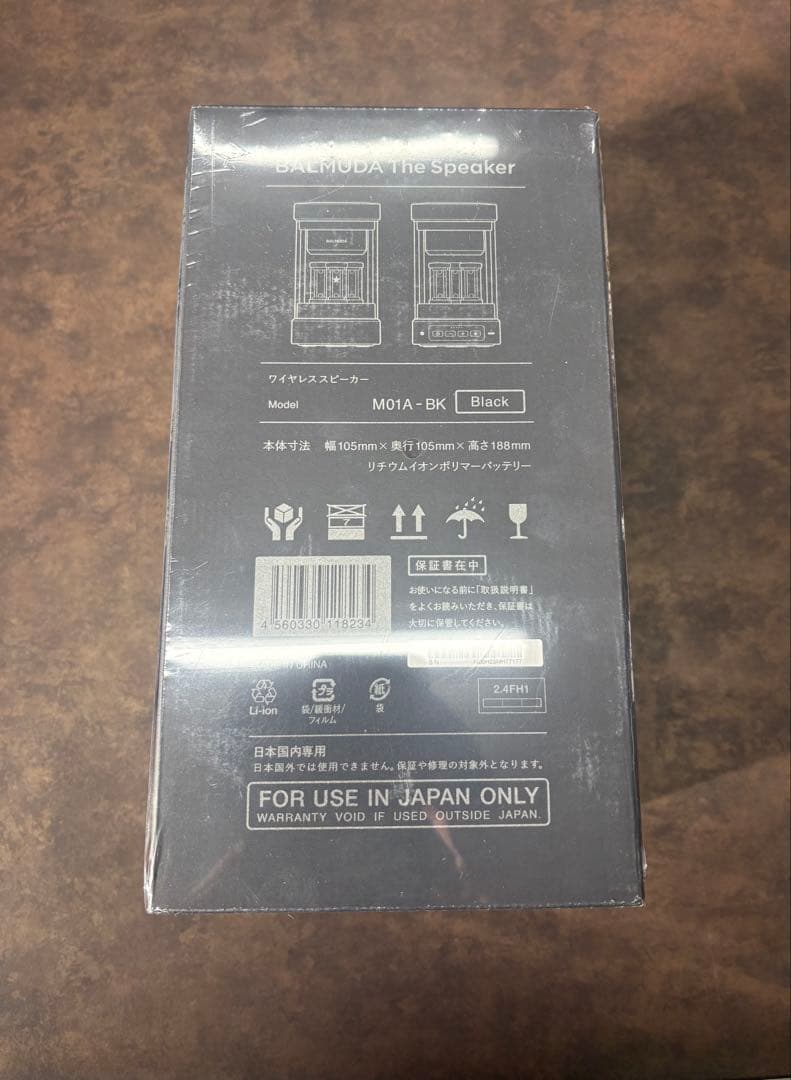 BALMUDA The Speaker
BALMUDA
ワイヤレススピーカー
Model M01A-BK Black
本体寸法 幅105mm×奥行105mm×高さ188mm
リチウムイオンポリマーバッテリー
7
保証書在中
お使いになる前に「取扱説明書」
をよくお読みいただき、保証書は
大切に保管してください。
4 560330 118234
CHINA
S/N
Li-ion
プラ
袋/緩衝材/
フィルム
紙
袋
2.4FH1
日本国内専用
日本国外では使用できません。保証や修理の対象外となります。
FOR USE IN JAPAN ONLY
WARRANTY VOID IF USED OUTSIDE JAPAN.